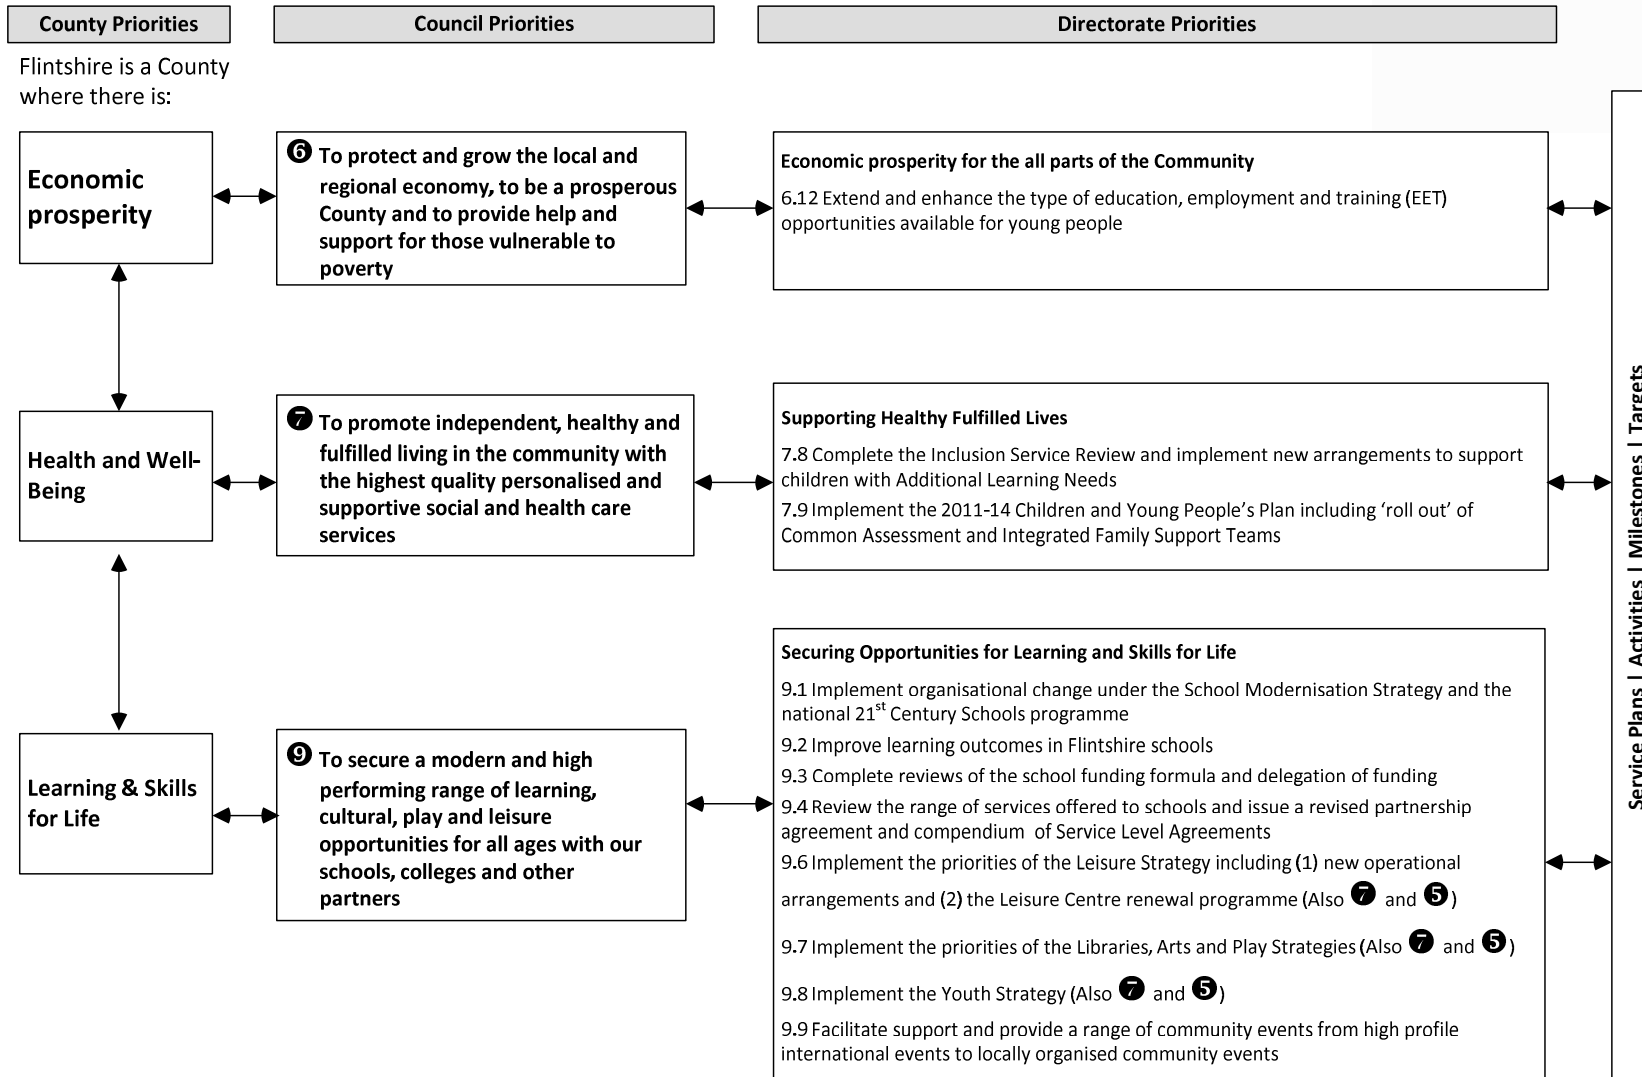 County Priorities
Council Priorities
Directorate Priorities
Flintshire is a County
where there is:
Economic
prosperity
❻ To protect and grow the local and
regional economy, to be a prosperous
County and to provide help and
support for those vulnerable to
poverty
Economic prosperity for the all parts of the Community
6.12 Extend and enhance the type of education, employment and training (EET)
opportunities available for young people
Health and Well-
Being
❼ To promote independent, healthy and
fulfilled living in the community with
the highest quality personalised and
supportive social and health care
services
Supporting Healthy Fulfilled Lives
7.8 Complete the Inclusion Service Review and implement new arrangements to support
children with Additional Learning Needs
7.9 Implement the 2011-14 Children and Young People’s Plan including ‘roll out’ of
Common Assessment and Integrated Family Support Teams
Learning & Skills
for Life
❾ To secure a modern and high
performing range of learning,
cultural, play and leisure
opportunities for all ages with our
schools, colleges and other
partners
Securing Opportunities for Learning and Skills for Life
9.1 Implement organisational change under the School Modernisation Strategy and the
national 21st Century Schools programme
9.2 Improve learning outcomes in Flintshire schools
9.3 Complete reviews of the school funding formula and delegation of funding
9.4 Review the range of services offered to schools and issue a revised partnership
agreement and compendium of Service Level Agreements
9.6 Implement the priorities of the Leisure Strategy including (1) new operational
arrangements and (2) the Leisure Centre renewal programme (Also ❼ and ❺)
9.7 Implement the priorities of the Libraries, Arts and Play Strategies (Also ❼ and ❺)
9.8 Implement the Youth Strategy (Also ❼ and ❺)
9.9 Facilitate support and provide a range of community events from high profile
international events to locally organised community events
Service Plans | Activities | Milestones | Targets